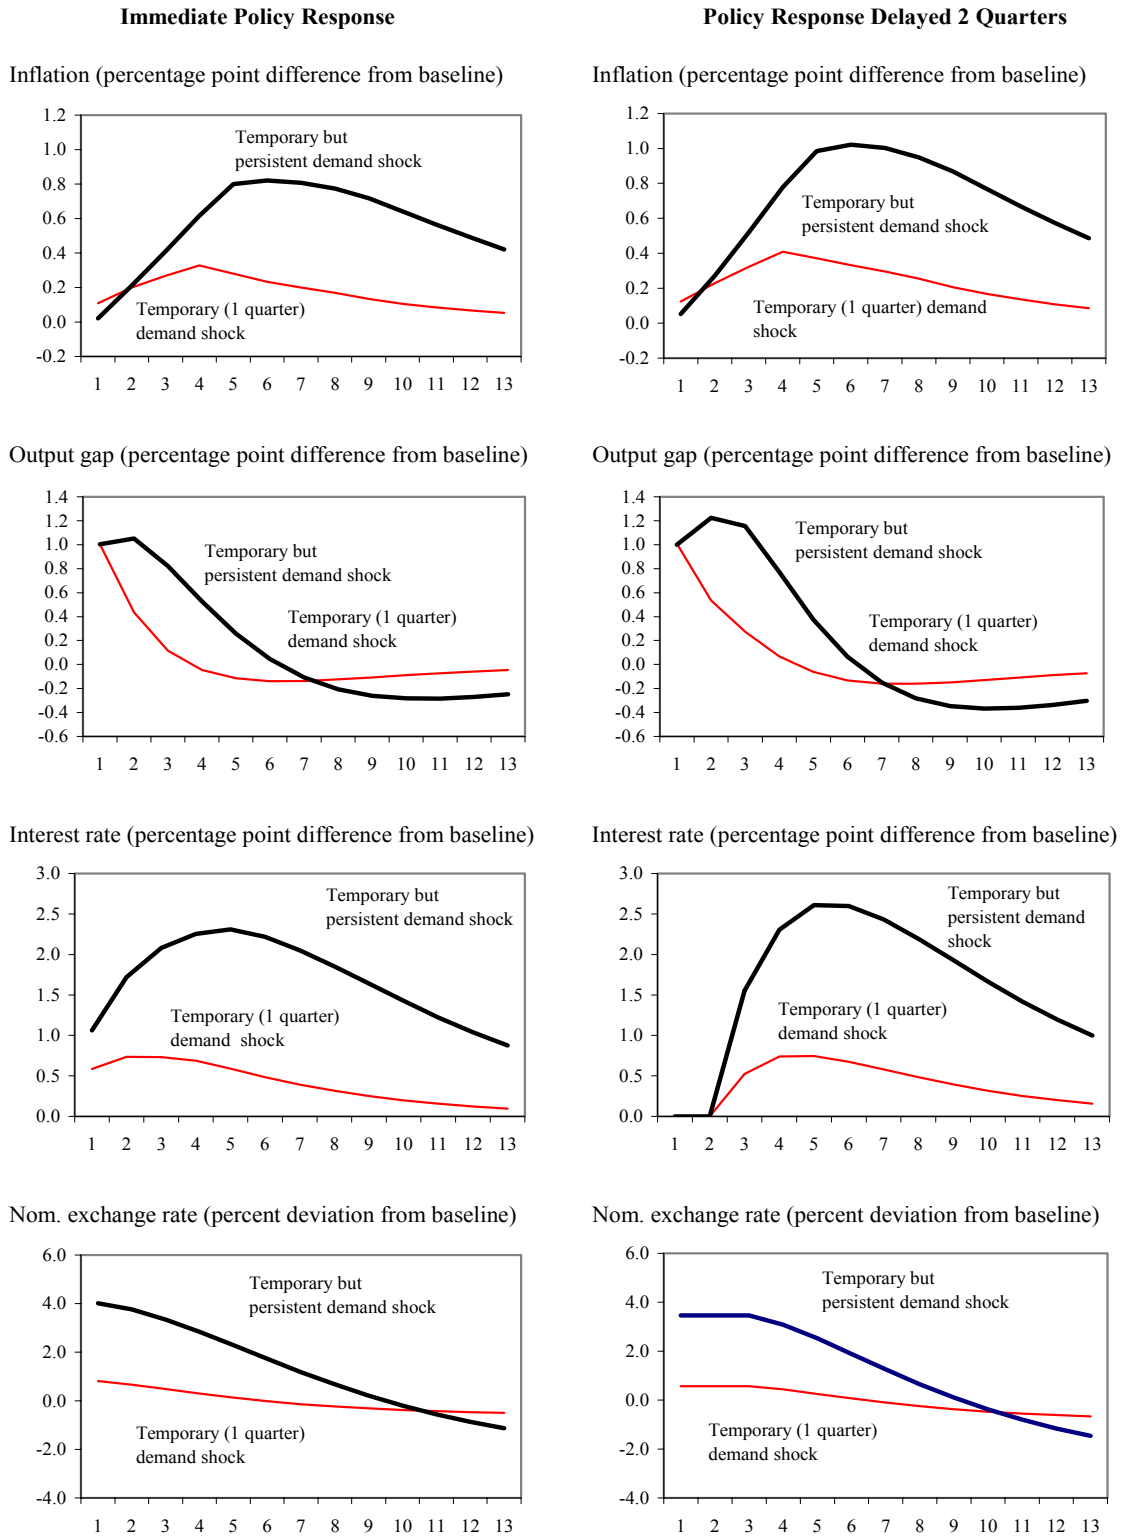 Immediate Policy Response
Policy Response Delayed 2 Quarters
Inflation (percentage point difference from baseline)
1.2
1.0
0.8
0.6
0.4
0.2
0.0
-0.2
Temporary but
persistent demand shock
Temporary (1 quarter)
demand shock
1 2 3 4 5 6 7 8 9 10 11 12 13
Inflation (percentage point difference from baseline)
1.2
1.0
0.8
0.6
0.4
0.2
0.0
-0.2
Temporary but
persistent demand shock
Temporary (1 quarter) demand
shock
1 2 3 4 5 6 7 8 9 10 11 12 13
Output gap (percentage point difference from baseline)
1.4
1.2
1.0
0.8
0.6
0.4
0.2
0.0
-0.2
-0.4
-0.6
Temporary but
persistent demand shock
Temporary (1 quarter)
demand shock
1 2 3 4 5 6 7 8 9 10 11 12 13
Output gap (percentage point difference from baseline)
1.4
1.2
1.0
0.8
0.6
0.4
0.2
0.0
-0.2
-0.4
-0.6
Temporary but
persistent demand shock
Temporary (1 quarter)
demand shock
1 2 3 4 5 6 7 8 9 10 11 12 13
Interest rate (percentage point difference from baseline)
3.0
2.5
2.0
1.5
1.0
0.5
0.0
Temporary but
persistent demand shock
Temporary (1 quarter)
demand shock
1 2 3 4 5 6 7 8 9 10 11 12 13
Interest rate (percentage point difference from baseline)
3.0
2.5
2.0
1.5
1.0
0.5
0.0
Temporary but
persistent demand
shock
Temporary (1 quarter)
demand shock
1 2 3 4 5 6 7 8 9 10 11 12 13
Nom. exchange rate (percent deviation from baseline)
6.0
4.0
2.0
0.0
-2.0
-4.0
Temporary but
persistent demand shock
Temporary (1 quarter)
demand shock
1 2 3 4 5 6 7 8 9 10 11 12 13
Nom. exchange rate (percent deviation from baseline)
6.0
4.0
2.0
0.0
-2.0
-4.0
Temporary but
persistent demand shock
Temporary (1 quarter)
demand shock
1 2 3 4 5 6 7 8 9 10 11 12 13